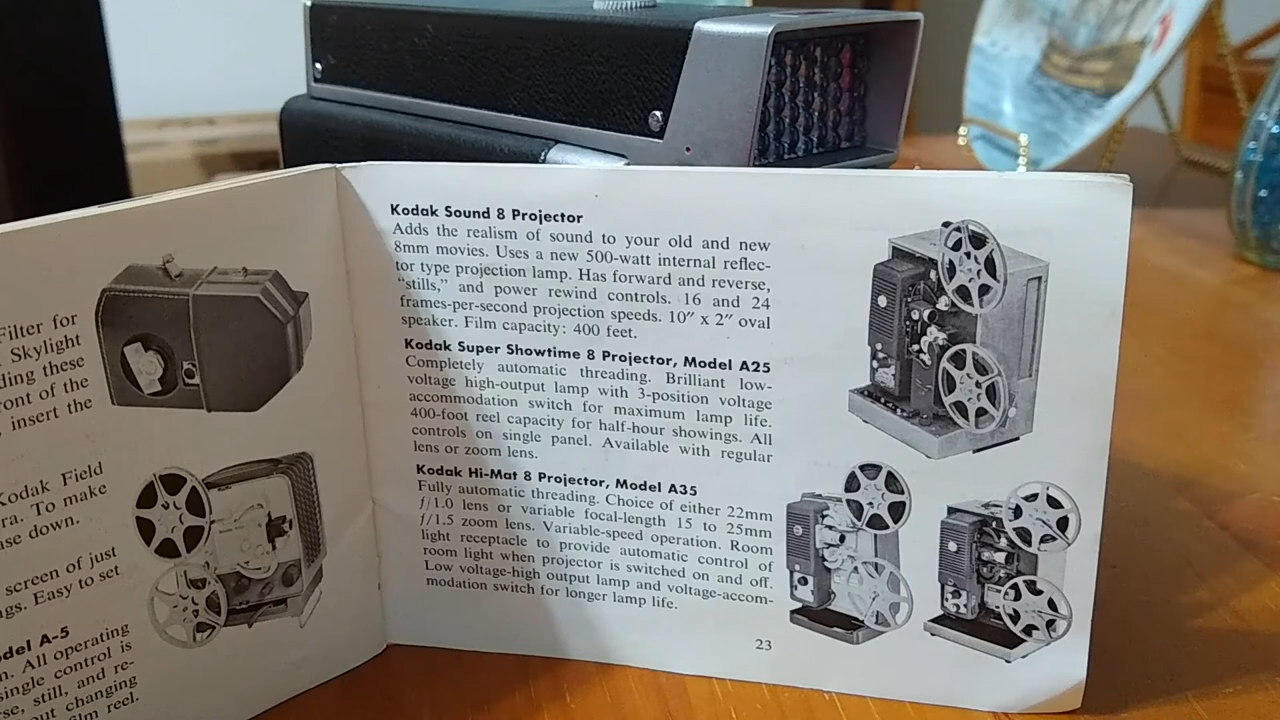 Filter for
Skylight
ding these
ront of the
, insert the
Kodak Field
ra. To make
ase down.
screen of just
ngs. Easy to set
del A-5
n. All operating
single control is
se, still, and re-
out changing
ilm reel.
Kodak Sound 8 Projector
Adds the realism of sound to your old and new
8mm movies. Uses a new 500-watt internal reflec-
tor type projection lamp. Has forward and reverse,
“stills,” and power rewind controls. 16 and 24
frames-per-second projection speeds. 10″ x 2″ oval
speaker. Film capacity: 400 feet.
Kodak Super Showtime 8 Projector, Model A25
Completely automatic threading. Brilliant low-
voltage high-output lamp with 3-position voltage
accommodation switch for maximum lamp life.
400-foot reel capacity for half-hour showings. All
controls on single panel. Available with regular
lens or zoom lens.
Kodak Hi-Mat 8 Projector, Model A35
Fully automatic threading. Choice of either 22mm
f/1.0 lens or variable focal-length 15 to 25mm
f/1.5 zoom lens. Variable-speed operation. Room
light receptacle to provide automatic control of
room light when projector is switched on and off.
Low voltage-high output lamp and voltage-accom-
modation switch for longer lamp life.
23